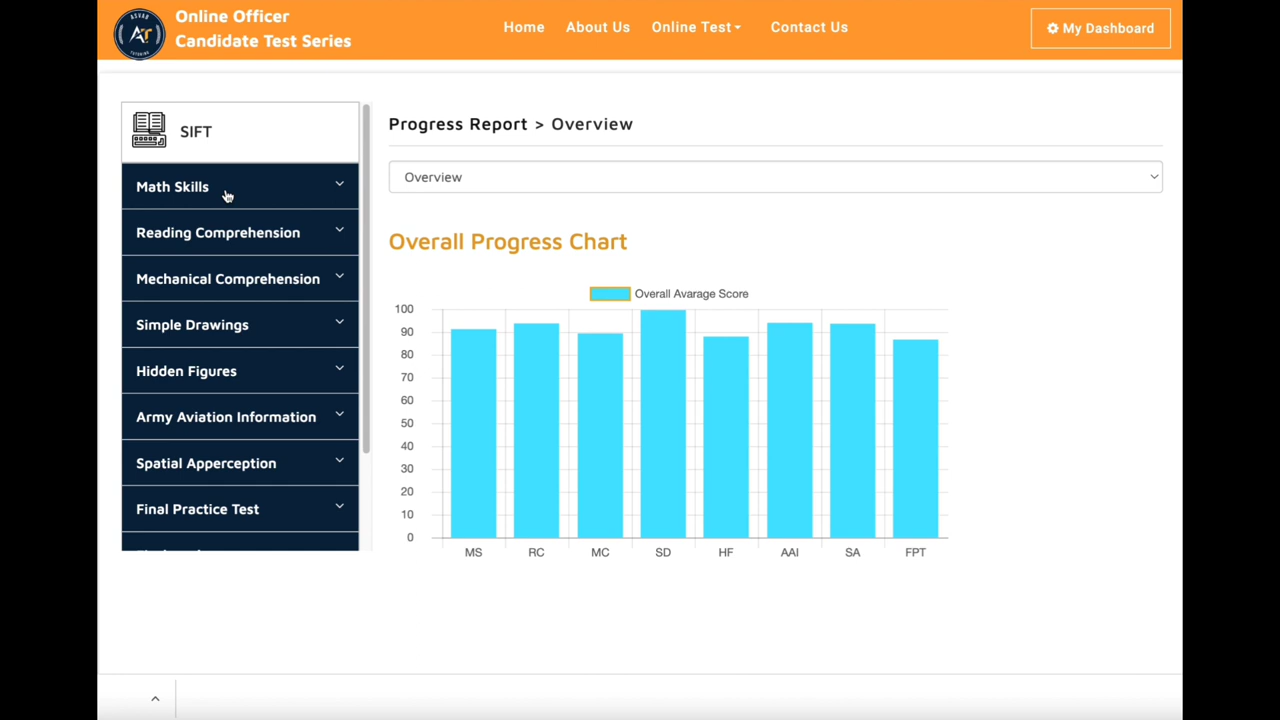 Online Officer
Candidate Test Series
Home
About Us
Online Test
Contact Us
My Dashboard
SIFT
Math Skills
Reading Comprehension
Mechanical Comprehension
Simple Drawings
Hidden Figures
Army Aviation Information
Spatial Apperception
Final Practice Test
Progress Report > Overview
Overview
Overall Progress Chart
Overall Avarage Score
100
90
80
70
60
50
40
30
20
10
0
MS RC MC SD HF AAI SA FPT